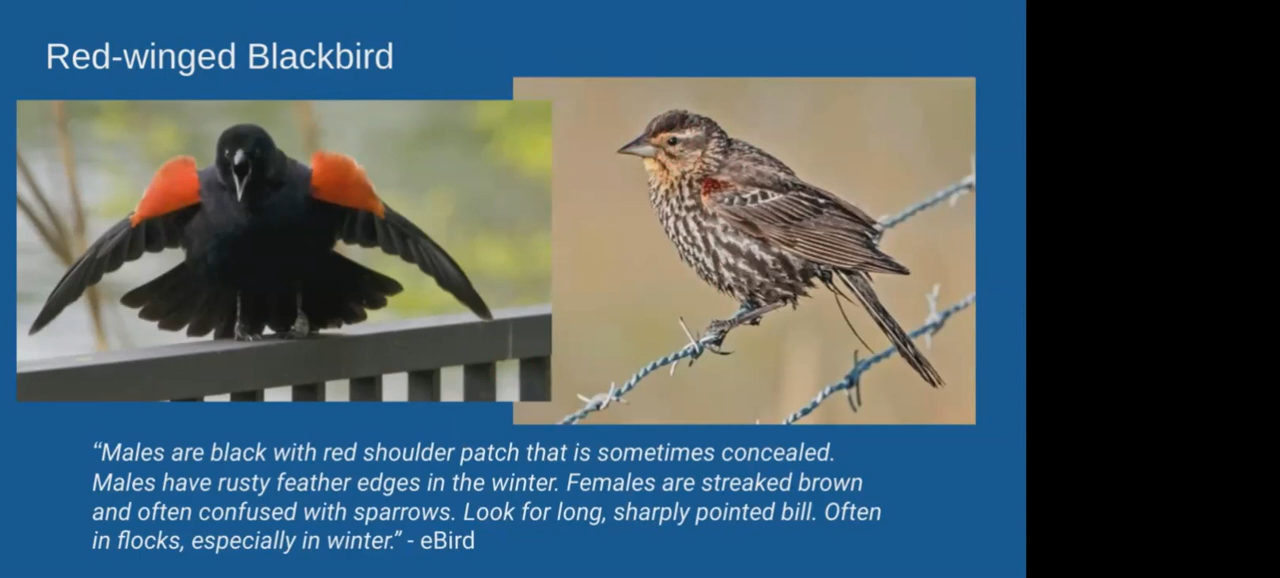 Red-winged Blackbird
“Males are black with red shoulder patch that is sometimes concealed.
Males have rusty feather edges in the winter. Females are streaked brown
and often confused with sparrows. Look for long, sharply pointed bill. Often
in flocks, especially in winter.” - eBird